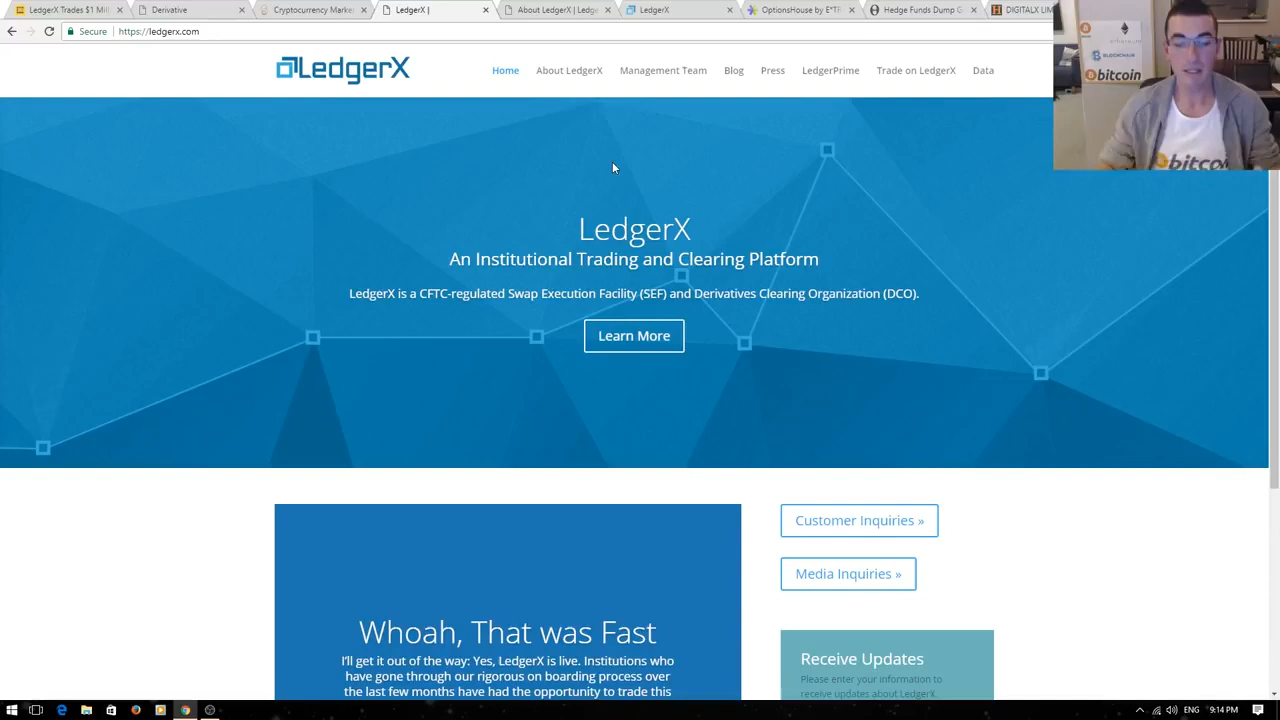 LedgerX Trades $1 Mill
Derivative
Cryptocurrency Marke
LedgerX |
About LedgerX | Ledge
LedgerX
OptionsHouse by E*TR
Hedge Funds Dump G
DIGITALX LIM
Secure
https://ledgerx.com
LedgerX
Home
About LedgerX
Management Team
Blog
Press
LedgerPrime
Trade on LedgerX
Data
ethereum
BLOCKCHAIN
bitcoin
bitcoin
LedgerX
An Institutional Trading and Clearing Platform
LedgerX is a CFTC-regulated Swap Execution Facility (SEF) and Derivatives Clearing Organization (DCO).
Learn More
Customer Inquiries »
Media Inquiries »
Whoah, That was Fast
I'll get it out of the way: Yes, LedgerX is live. Institutions who
have gone through our rigorous on boarding process over
the last few months have had the opportunity to trade this
Receive Updates
Please enter your information to
receive updates about LedgerX.
ENG
9:14 PM